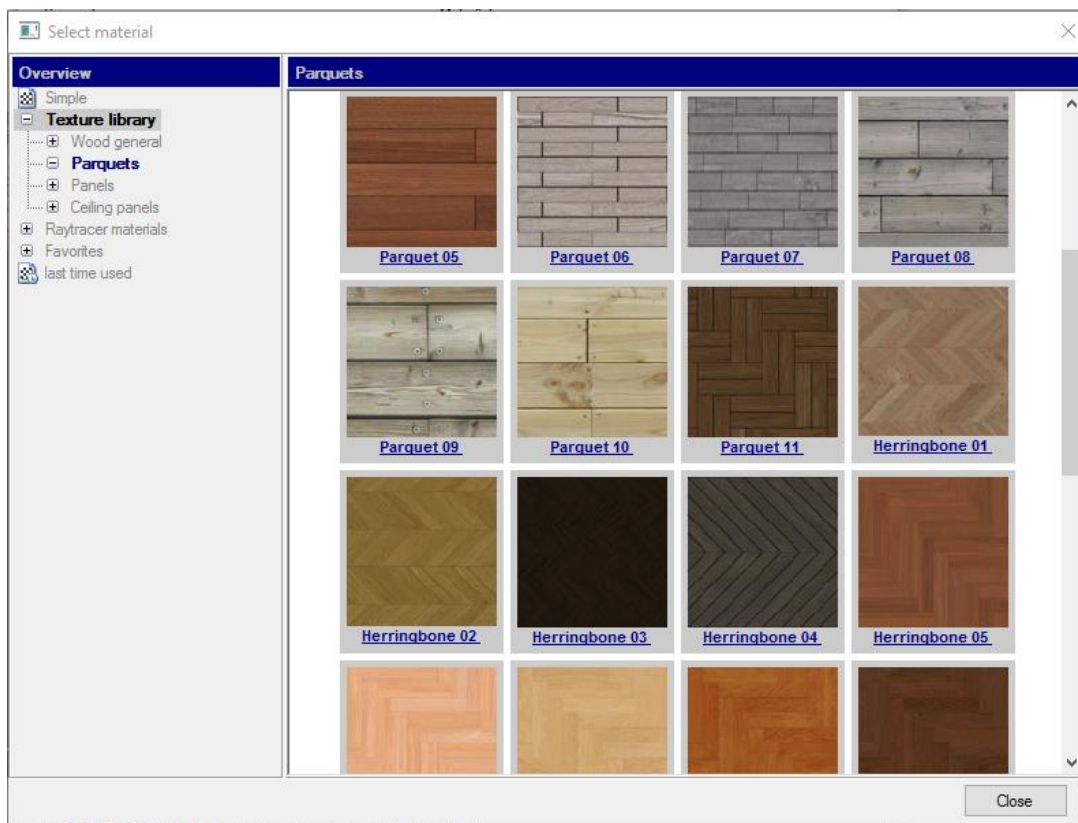 Select material
Overview
Simple
Texture library
Wood general
Parquets
Panels
Ceiling panels
Raytracer materials
Favorites
last time used
Parquets
Parquet 05
Parquet 06
Parquet 07
Parquet 08
Parquet 09
Parquet 10
Parquet 11
Herringbone 01
Herringbone 02
Herringbone 03
Herringbone 04
Herringbone 05
Close